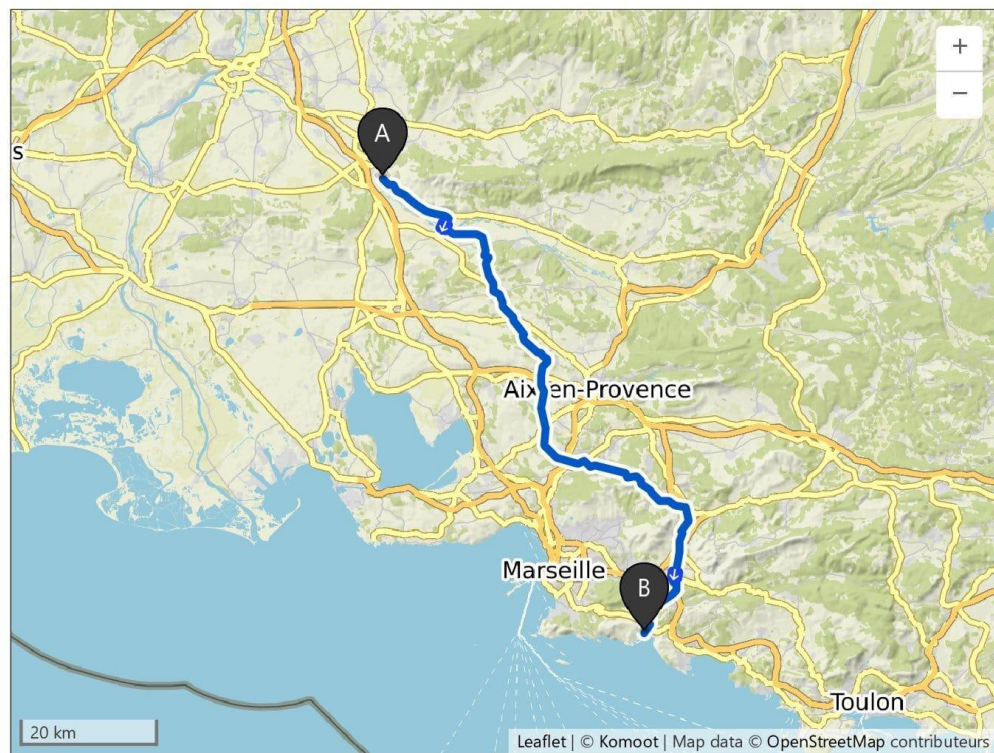 +
A
−
s
Aix-en-Provence
Marseille
B
Toulon
20 km
Leaflet | © Komoot | Map data © OpenStreetMap contributeurs